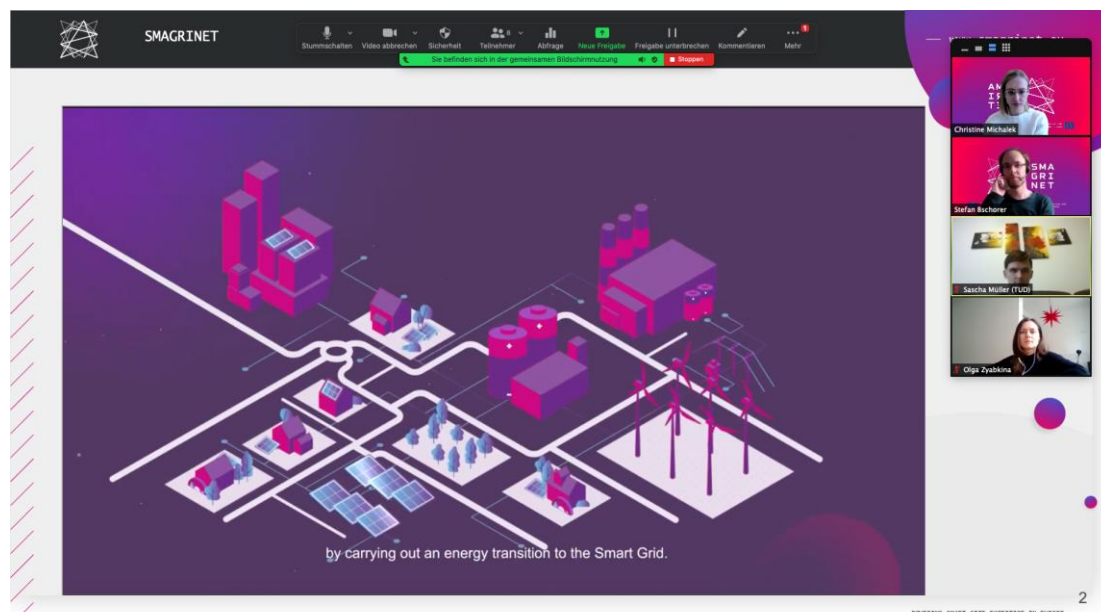 SMAGRINET
Stummschalten Video abbrechen Sicherheit Teilnehmer 8 Abfrage Neue Freigabe Freigabe unterbrechen Kommentieren Mehr 1
Sie befinden sich in der gemeinsamen Bildschirmnutzung Stoppen
Christine Michalek
SMA
GRI
NET
Stefan Bschorer
Sascha Müller (TUD)
Olga Zyabkina
by carrying out an energy transition to the Smart Grid.
2